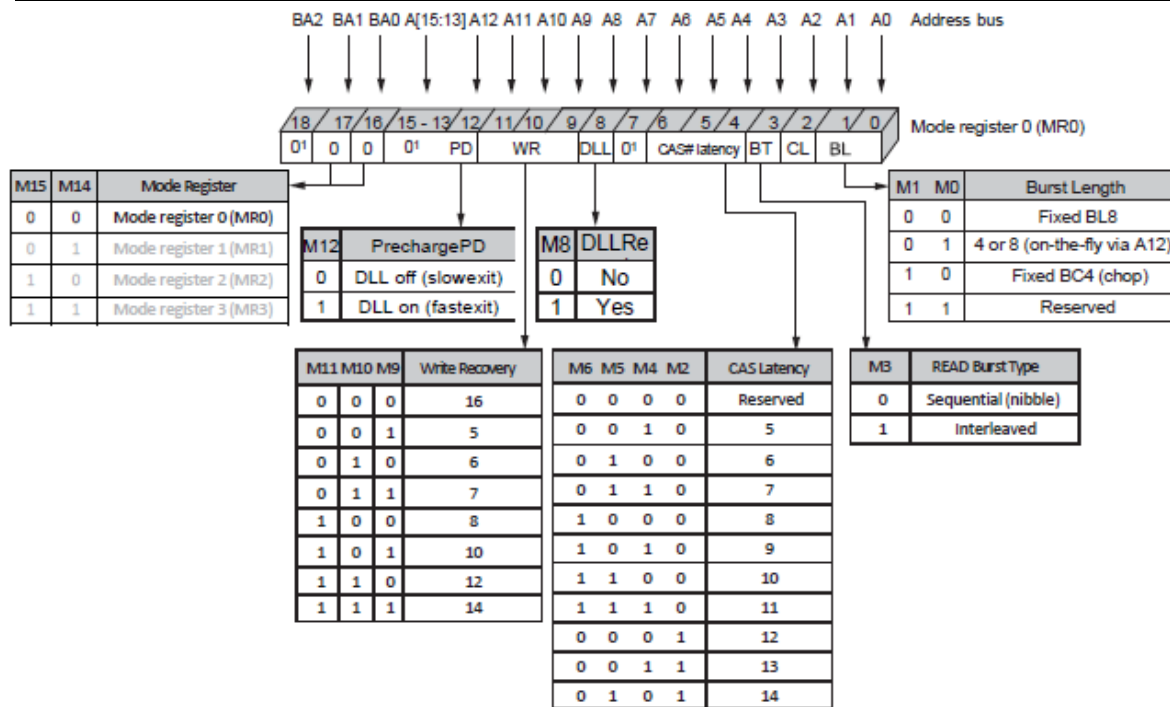 BA2 BA1 BA0 A[15:13] A12 A11 A10 A9 A8 A7 A6 A5 A4 A3 A2 A1 A0 Address bus
18 17 16 15 - 13 12 11 10 9 8 7 6 5 4 3 2 1 0 Mode register 0 (MR0)
0¹ 0 0 0¹ PD WR DLL 0¹ CAS# latency BT CL BL
M15 M14 Mode Register
0 0 Mode register 0 (MR0)
0 1 Mode register 1 (MR1)
1 0 Mode register 2 (MR2)
1 1 Mode register 3 (MR3)
M12 PrechargePD
0 DLL off (slowexit)
1 DLL on (fastexit)
M8 DLLRe
0 No
1 Yes
M1 M0 Burst Length
0 0 Fixed BL8
0 1 4 or 8 (on-the-fly via A12)
1 0 Fixed BC4 (chop)
1 1 Reserved
M11 M10 M9 Write Recovery
0 0 0 16
0 0 1 5
0 1 0 6
0 1 1 7
1 0 0 8
1 0 1 10
1 1 0 12
1 1 1 14
M6 M5 M4 M2 CAS Latency
0 0 0 0 Reserved
0 0 1 0 5
0 1 0 0 6
0 1 1 0 7
1 0 0 0 8
1 0 1 0 9
1 1 0 0 10
1 1 1 0 11
0 0 0 1 12
0 0 1 1 13
0 1 0 1 14
M3 READ Burst Type
0 Sequential (nibble)
1 Interleaved